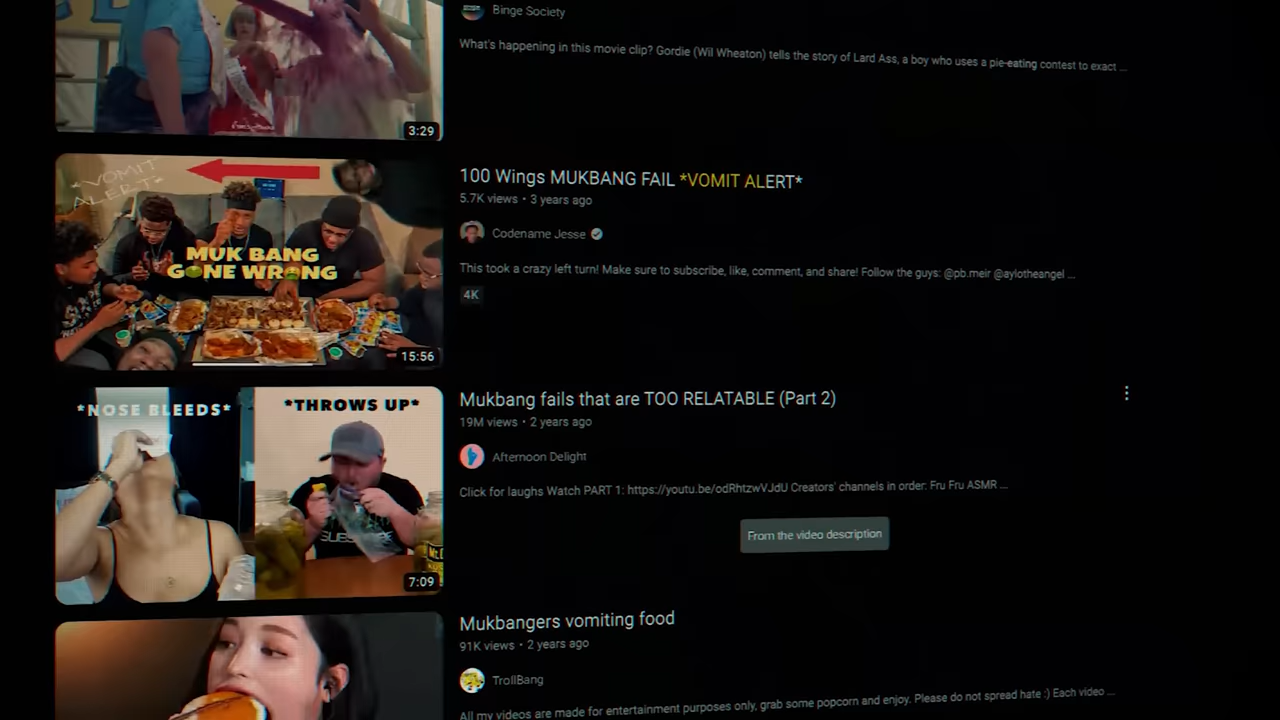 Binge Society
What's happening in this movie clip? Gordie (Wil Wheaton) tells the story of Lard Ass, a boy who uses a pie-eating contest to exact ...
3:29
*VOMIT
ALERT*
MUK BANG
GONE WRONG
15:56
100 Wings MUKBANG FAIL *VOMIT ALERT*
5.7K views • 3 years ago
Codename Jesse
This took a crazy left turn! Make sure to subscribe, like, comment, and share! Follow the guys: @pb.meir @aylotheangel ...
4K
*NOSE BLEEDS*
*THROWS UP*
SUBSCRIBE
7:09
Mukbang fails that are TOO RELATABLE (Part 2)
19M views • 2 years ago
Afternoon Delight
Click for laughs Watch PART 1: https://youtu.be/odRhtzwVJdU Creators' channels in order: Fru Fru ASMR ...
From the video description
Mukbangers vomiting food
91K views • 2 years ago
TrollBang
All my videos are made for entertainment purposes only, grab some popcorn and enjoy. Please do not spread hate :) Each video ...